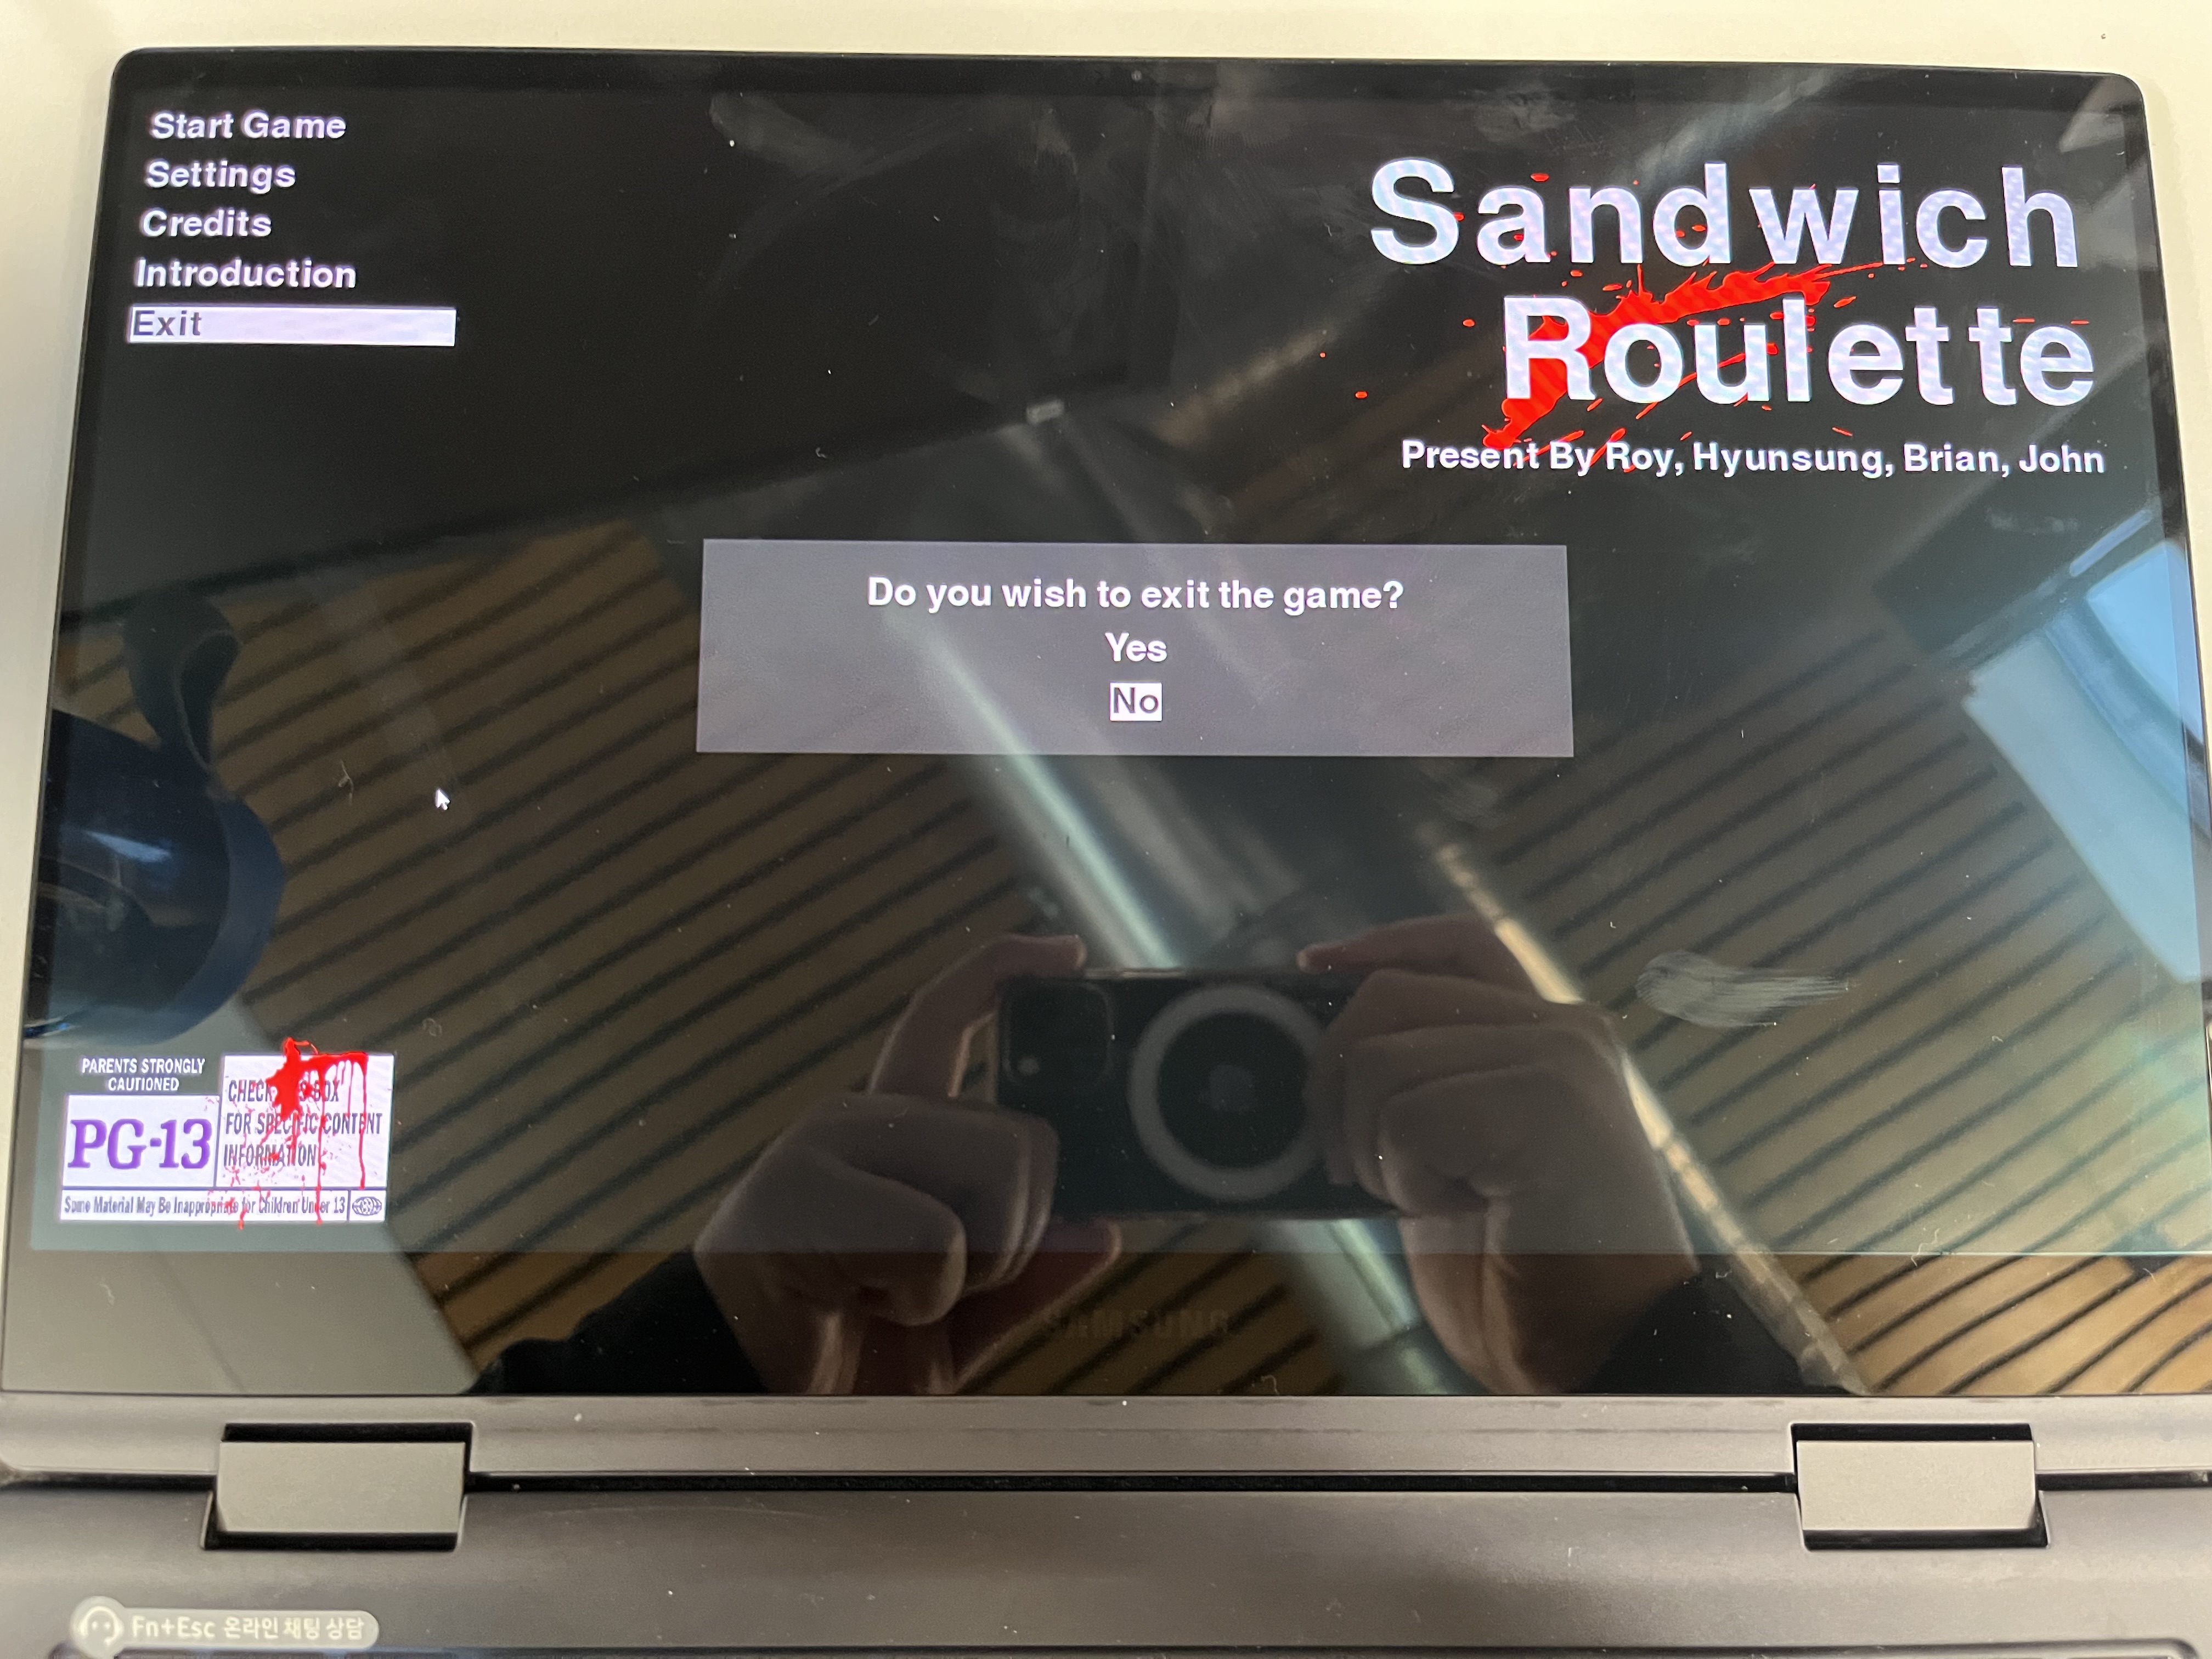 Start Game
Settings
Credits
Introduction
Exit
Sandwich
Roulette
Present By Roy, Hyunsung, Brian, John
Do you wish to exit the game?
Yes
No
PARENTS STRONGLY
CAUTIONED
PG-13
CHECK
FOR SPECIFIC CONTENT
INFORMATION
Some Material May Be Inappropriate for Children Under 13
SAMSUNG
Fn+Esc 온라인 채팅 상담